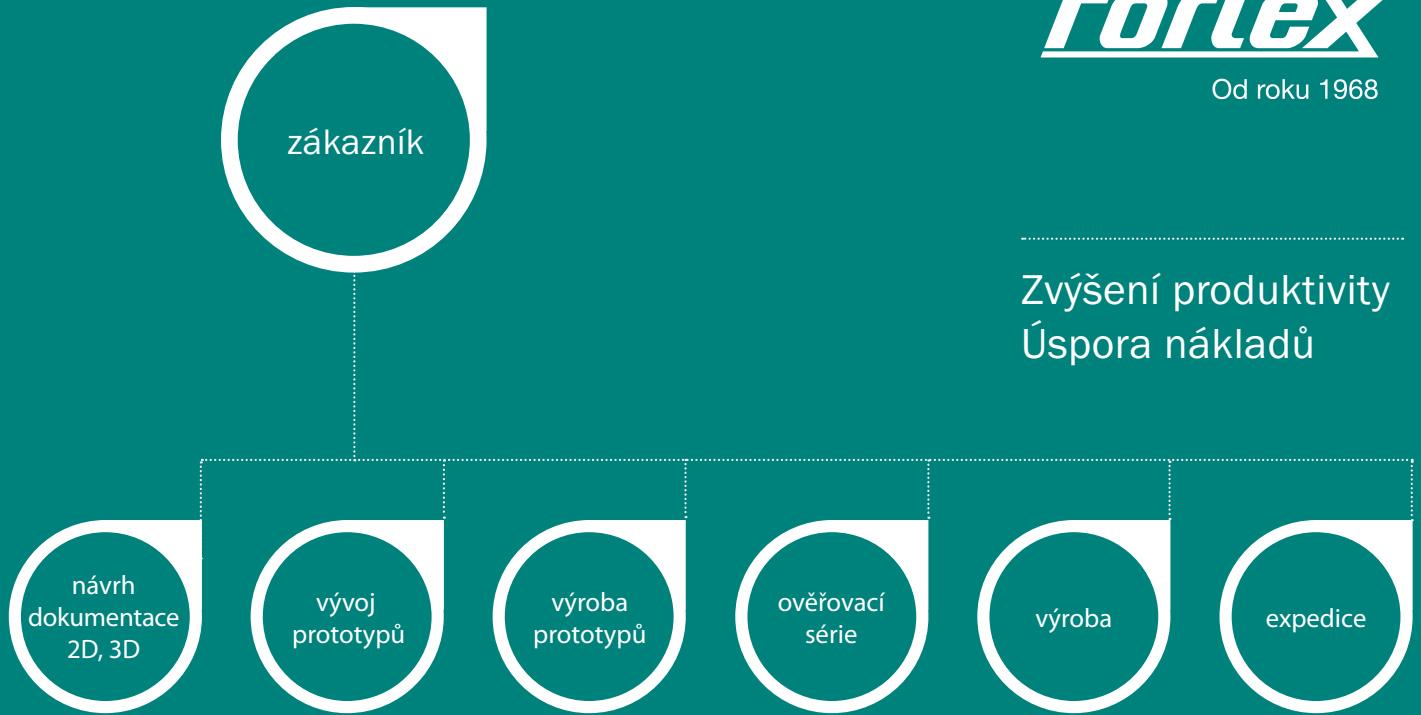 fortex
Od roku 1968
zákazník
Zvýšení produktivity
Úspora nákladů
návrh
dokumentace
2D, 3D
vývoj
prototypů
výroba
prototypů
ověřovací
série
výroba
expedice